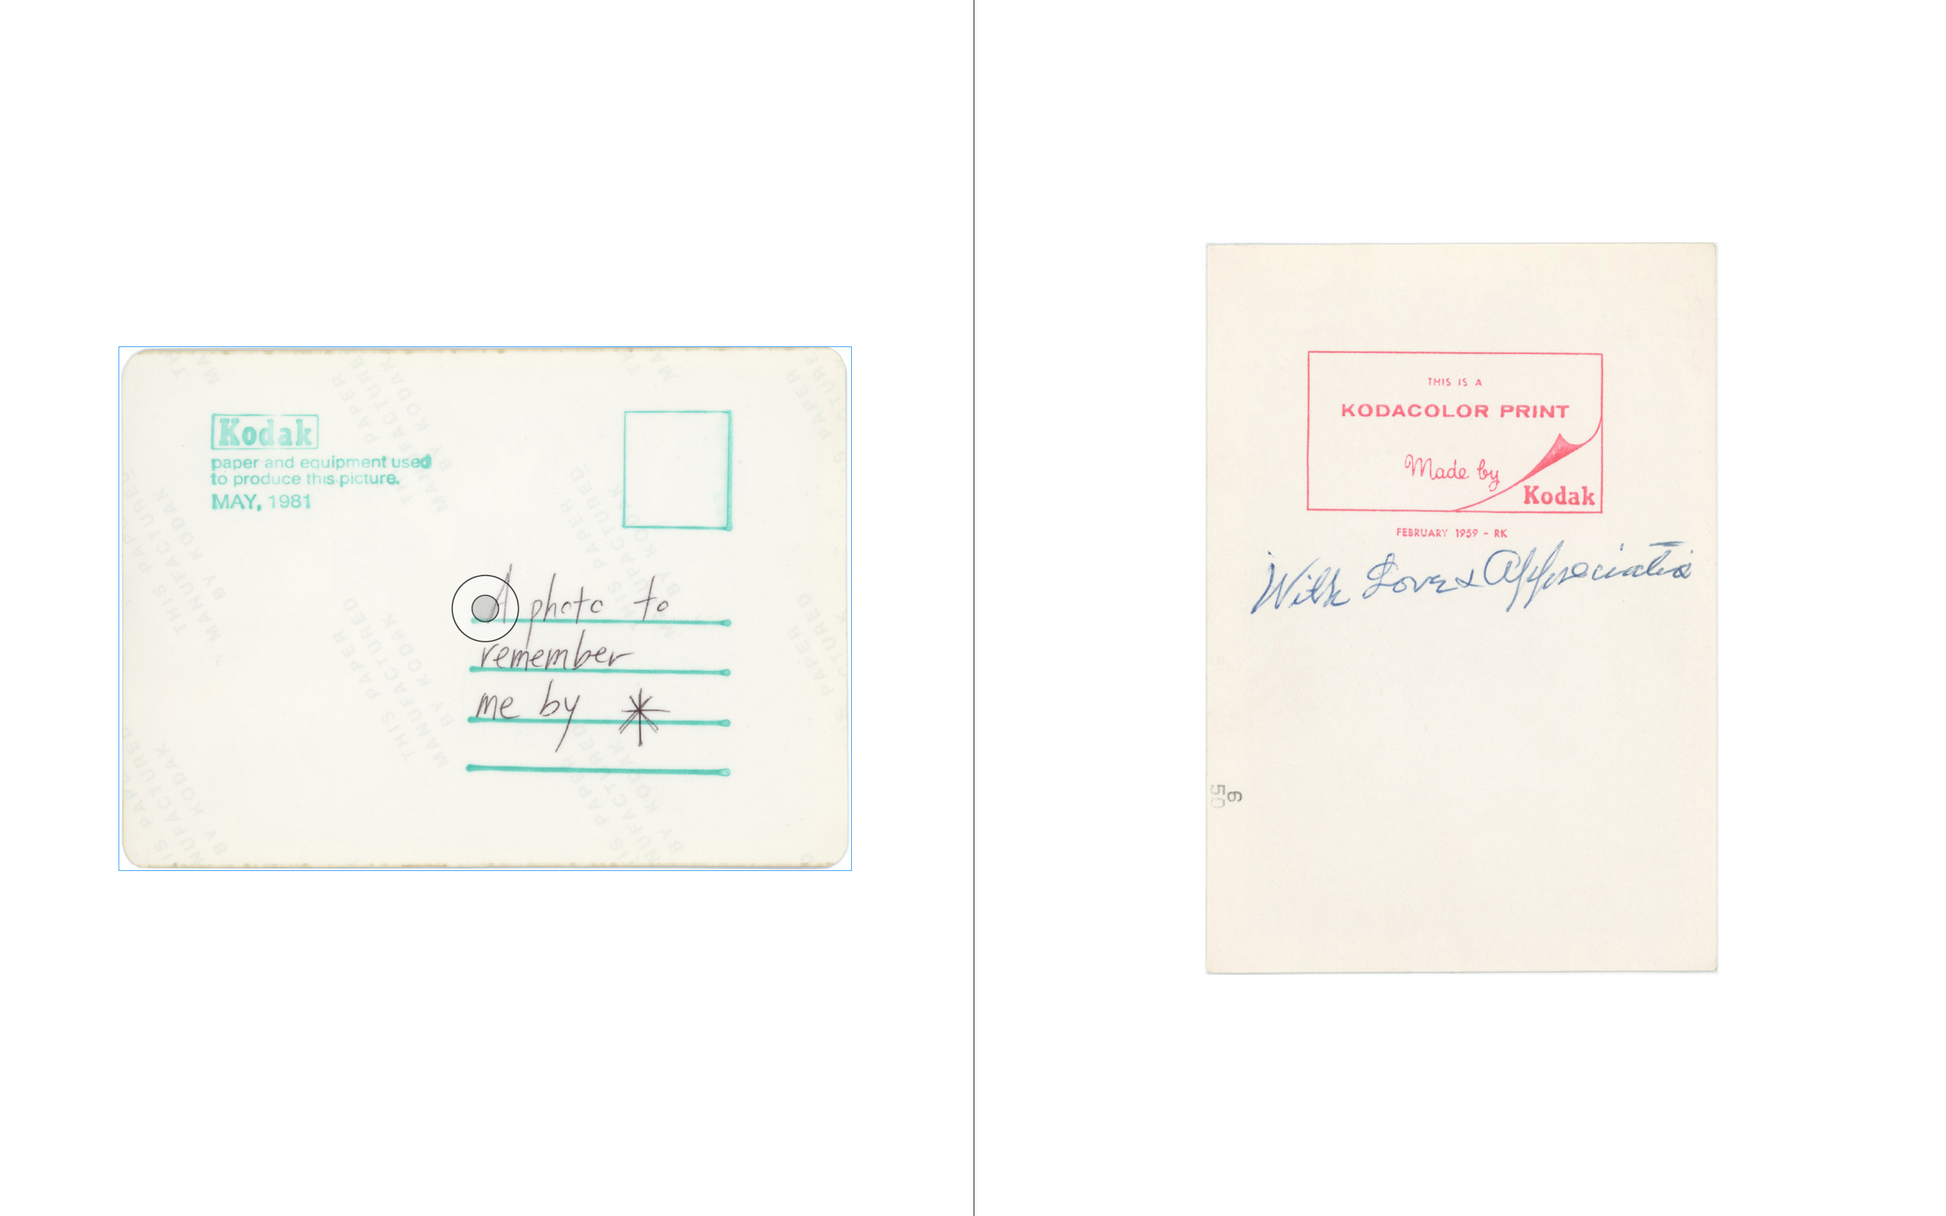 Kodak
paper and equipment used
to produce this picture.
MAY, 1981
A photo to
remember
me by
THIS PAPER
MANUFACTURED
BY KODAK
THIS IS A
KODACOLOR PRINT
Made by
Kodak
FEBRUARY 1959 - RK
With Love & Appreciatio